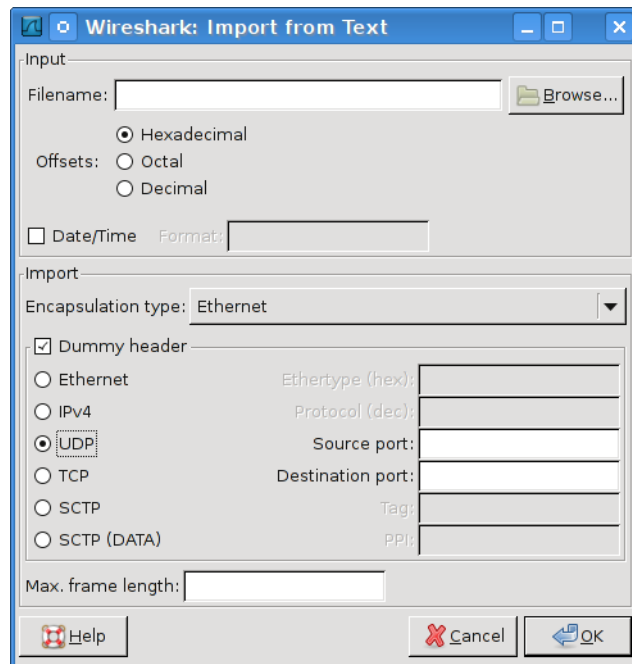 Wireshark: Import from Text
Input
Filename:
Browse...
Offsets:
Hexadecimal
Octal
Decimal
Date/Time
Format:
Import
Encapsulation type: Ethernet
Dummy header
Ethernet
Ethertype (hex):
IPv4
Protocol (dec):
UDP
Source port:
TCP
Destination port:
SCTP
Tag:
SCTP (DATA)
PPI:
Max. frame length:
Help
Cancel
OK